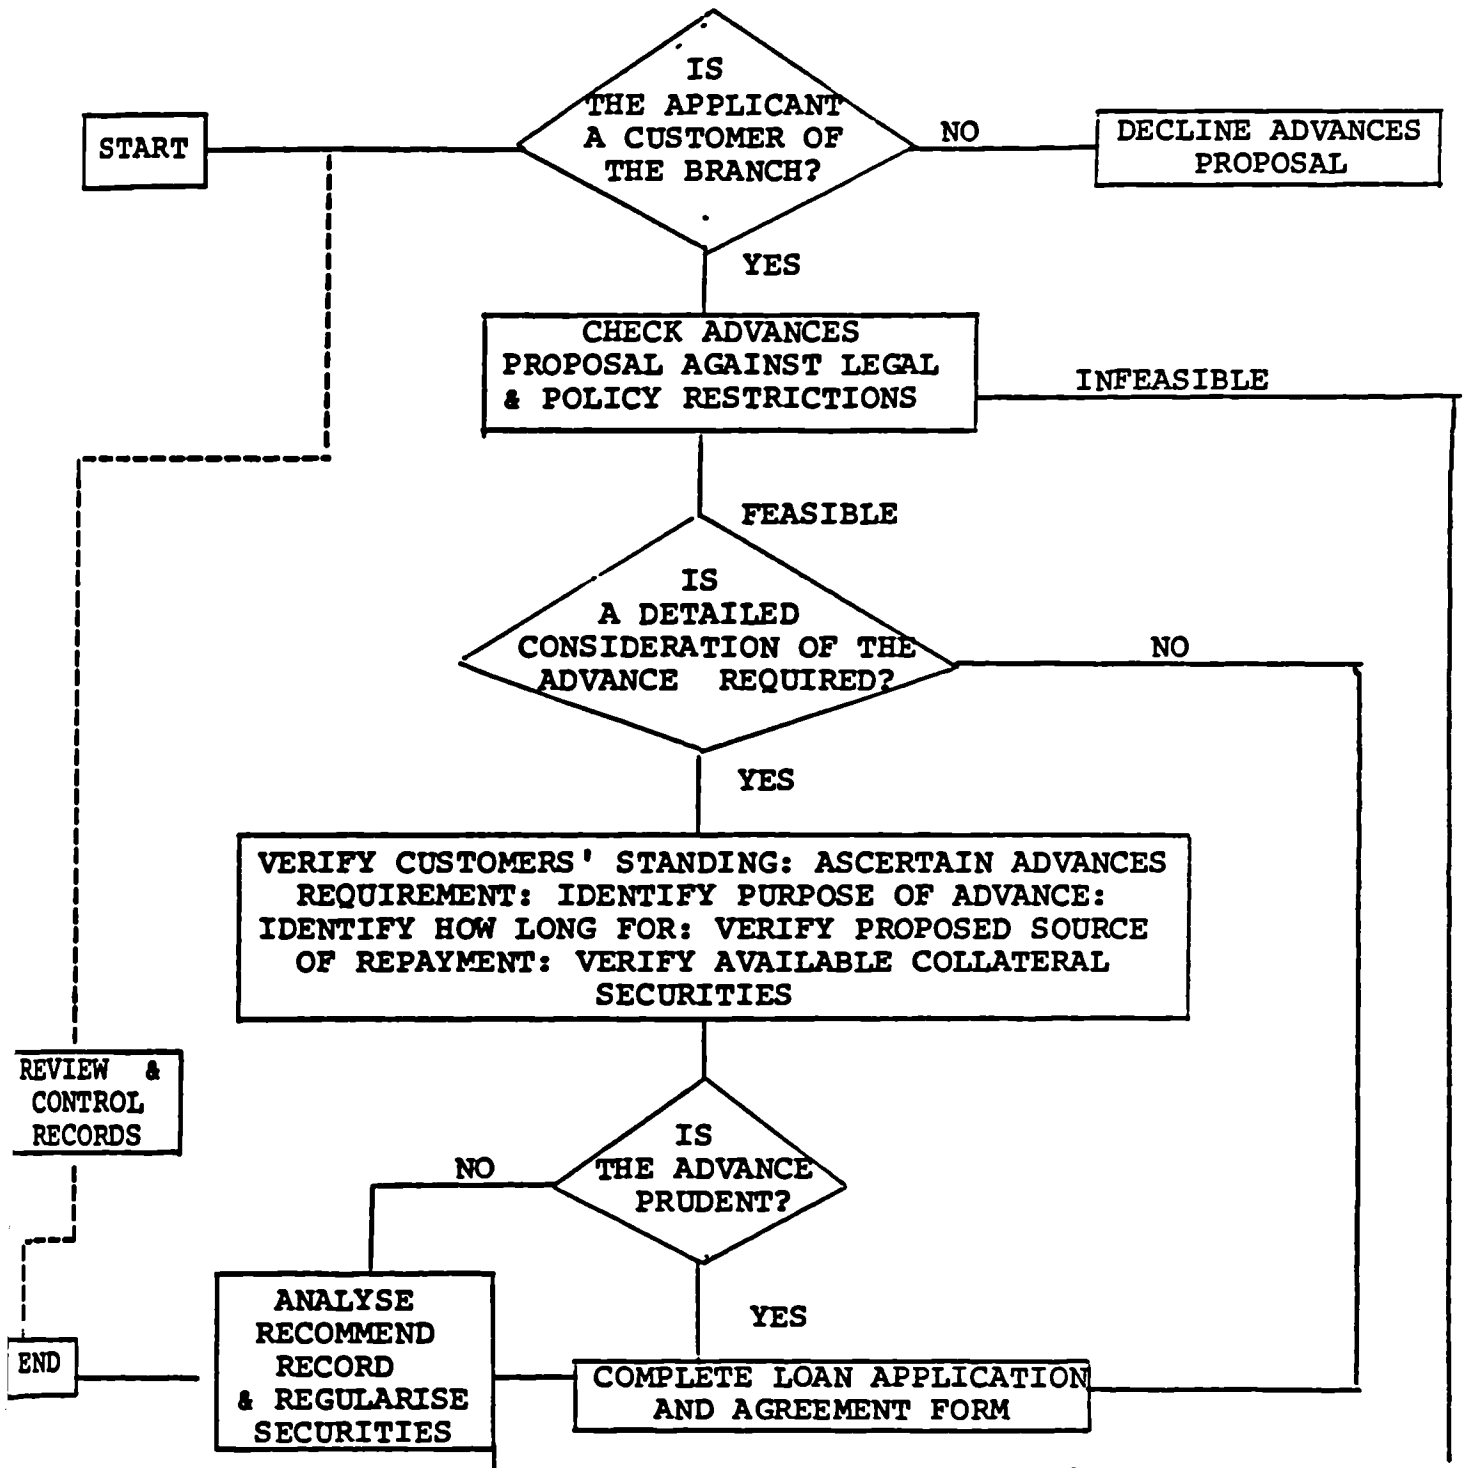 IS
THE APPLICANT
A CUSTOMER OF
THE BRANCH?
START
NO
DECLINE ADVANCES
PROPOSAL
YES
CHECK ADVANCES
PROPOSAL AGAINST LEGAL
& POLICY RESTRICTIONS
INFEASIBLE
FEASIBLE
IS
A DETAILED
CONSIDERATION OF THE
ADVANCE REQUIRED?
NO
YES
VERIFY CUSTOMERS' STANDING: ASCERTAIN ADVANCES
REQUIREMENT: IDENTIFY PURPOSE OF ADVANCE:
IDENTIFY HOW LONG FOR: VERIFY PROPOSED SOURCE
OF REPAYMENT: VERIFY AVAILABLE COLLATERAL
SECURITIES
REVIEW &
CONTROL
RECORDS
IS
THE ADVANCE
PRUDENT?
NO
YES
ANALYSE
RECOMMEND
RECORD
& REGULARISE
SECURITIES
END
COMPLETE LOAN APPLICATION
AND AGREEMENT FORM